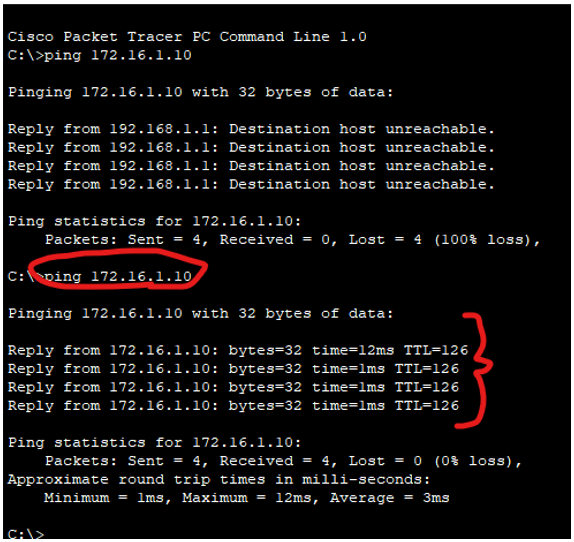 Cisco Packet Tracer PC Command Line 1.0
C:\>ping 172.16.1.10
Pinging 172.16.1.10 with 32 bytes of data:
Reply from 192.168.1.1: Destination host unreachable.
Reply from 192.168.1.1: Destination host unreachable.
Reply from 192.168.1.1: Destination host unreachable.
Reply from 192.168.1.1: Destination host unreachable.
Ping statistics for 172.16.1.10:
Packets: Sent = 4, Received = 0, Lost = 4 (100% loss),
C:\>ping 172.16.1.10
Pinging 172.16.1.10 with 32 bytes of data:
Reply from 172.16.1.10: bytes=32 time=12ms TTL=126
Reply from 172.16.1.10: bytes=32 time=1ms TTL=126
Reply from 172.16.1.10: bytes=32 time=1ms TTL=126
Reply from 172.16.1.10: bytes=32 time=1ms TTL=126
Ping statistics for 172.16.1.10:
Packets: Sent = 4, Received = 4, Lost = 0 (0% loss),
Approximate round trip times in milli-seconds:
Minimum = 1ms, Maximum = 12ms, Average = 3ms
C:\>